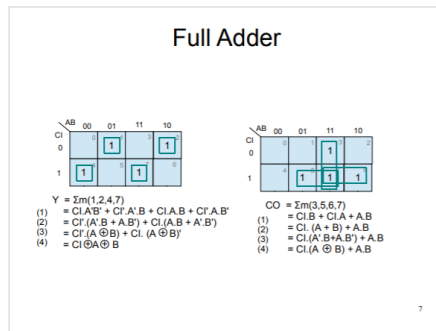 Full Adder
AB 00 01 11 10
CI
0 0 1 1 3 1 2
1 1 4 5 1 7 6
Y = Σm(1,2,4,7)
(1) = CI.A'B' + CI'.A'.B + CI.A.B + CI'.A.B'
(2) = CI'.(A'.B + A.B') + CI.(A.B + A'.B')
(3) = CI'.(A ⊕ B) + CI. (A ⊕ B)'
(4) = CI ⊕ A ⊕ B
AB 00 01 11 10
CI
0 0 1 1 3 2
1 4 1 1 1
CO = Σm(3,5,6,7)
(1) = CI.B + CI.A + A.B
(2) = CI. (A + B) + A.B
(3) = CI.(A'.B+A.B') + A.B
(4) = CI.(A ⊕ B) + A.B
7